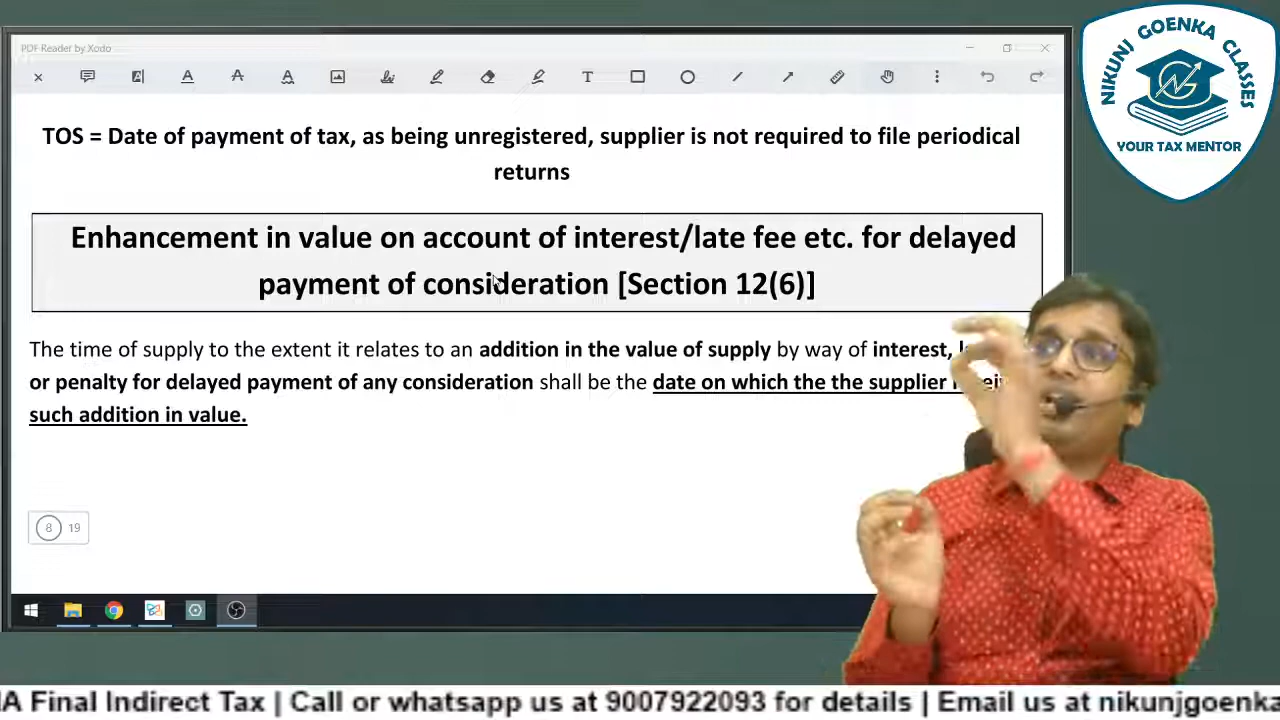 PDF Reader by Xodo
NIKUNJ GOENKA CLASSES
YOUR TAX MENTOR
TOS = Date of payment of tax, as being unregistered, supplier is not required to file periodical
returns
Enhancement in value on account of interest/late fee etc. for delayed
payment of consideration [Section 12(6)]
The time of supply to the extent it relates to an addition in the value of supply by way of interest,
or penalty for delayed payment of any consideration shall be the date on which the the supplier
such addition in value.
8 19
Final Indirect Tax | Call or whatsapp us at 9007922093 for details | Email us at nikunjgoenka